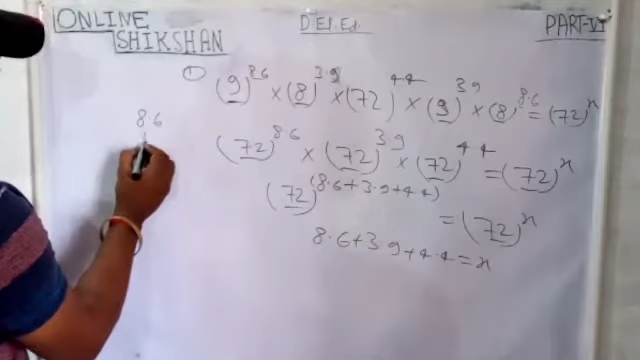 ONLINE SHIKSHAN
D.El.Ed.
PART-VI
① (9)^8.6 × (8)^3.9 × (72)^4.4 × (9)^3.9 × (8)^8.6 = (72)^x
(72)^8.6 × (72)^3.9 × (72)^4.4 = (72)^x
(72)^(8.6+3.9+4.4) = (72)^x
8.6+3.9+4.4=x
8.6